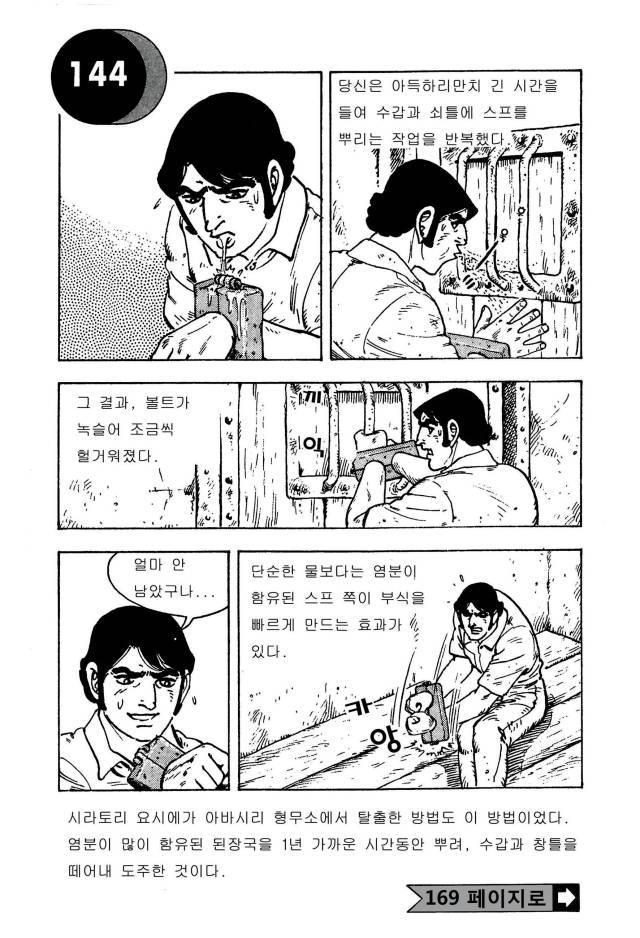 144
당신은 아득하리만치 긴 시간을
들여 수갑과 쇠틀에 스프를
뿌리는 작업을 반복했다.
그 결과, 볼트가
녹슬어 조금씩
헐거워졌다.
끼
익
얼마 안
남았구나...
단순한 물보다는 염분이
함유된 스프 쪽이 부식을
빠르게 만드는 효과가
있다.
카
앙
시라토리 요시에가 아바시리 형무소에서 탈출한 방법도 이 방법이었다.
염분이 많이 함유된 된장국을 1년 가까운 시간동안 뿌려, 수갑과 창틀을
떼어내 도주한 것이다.
169 페이지로